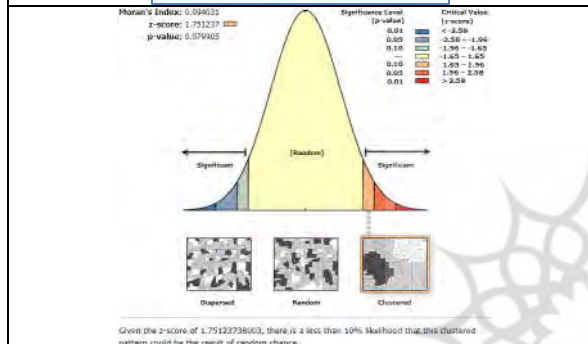 Moran's Index: 0.094031
z-score: 1.751237
p-value: 0.079905
Significance Level (p-value)
Critical Value (z-score)
0.01 < -2.58
0.05 -2.58 – -1.96
0.10 -1.96 – -1.65
--- -1.65 – 1.65
0.10 1.65 – 1.96
0.05 1.96 – 2.58
0.01 > 2.58
(Random)
Significant Significant
Dispersed Random Clustered
Given the z-score of 1.75123738003, there is a less than 10% likelihood that this clustered
pattern could be the result of random chance.